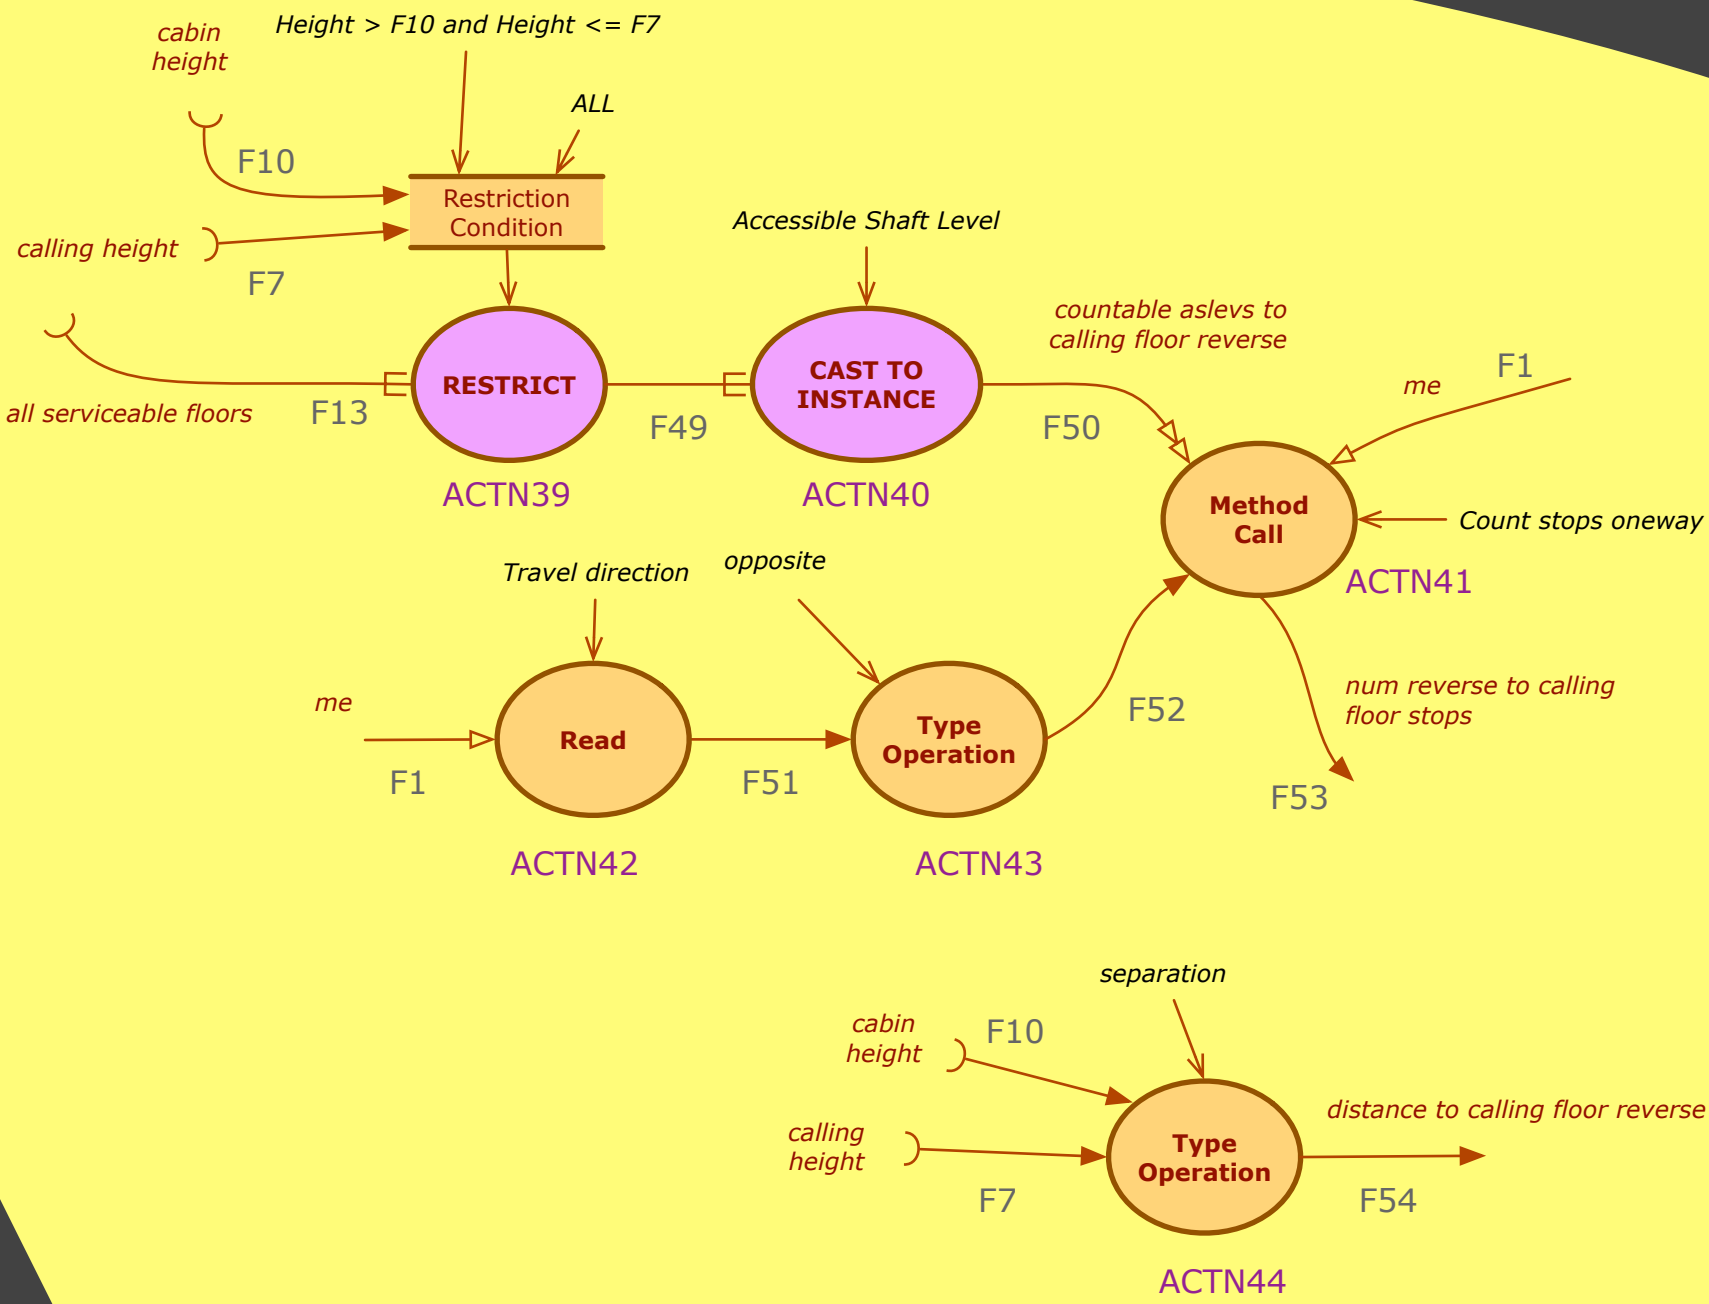 cabin
height
Height > F10 and Height <= F7
ALL
F10
Restriction
Condition
calling height
F7
Accessible Shaft Level
countable aslevs to
calling floor reverse
F1
me
RESTRICT
CAST TO
INSTANCE
all serviceable floors
F13
F49
F50
ACTN39
ACTN40
Method
Call
Count stops oneway
ACTN41
Travel direction
opposite
me
F1
Read
F51
Type
Operation
F52
num reverse to calling
floor stops
F53
ACTN42
ACTN43
separation
cabin
height
F10
calling
height
F7
Type
Operation
distance to calling floor reverse
F54
ACTN44